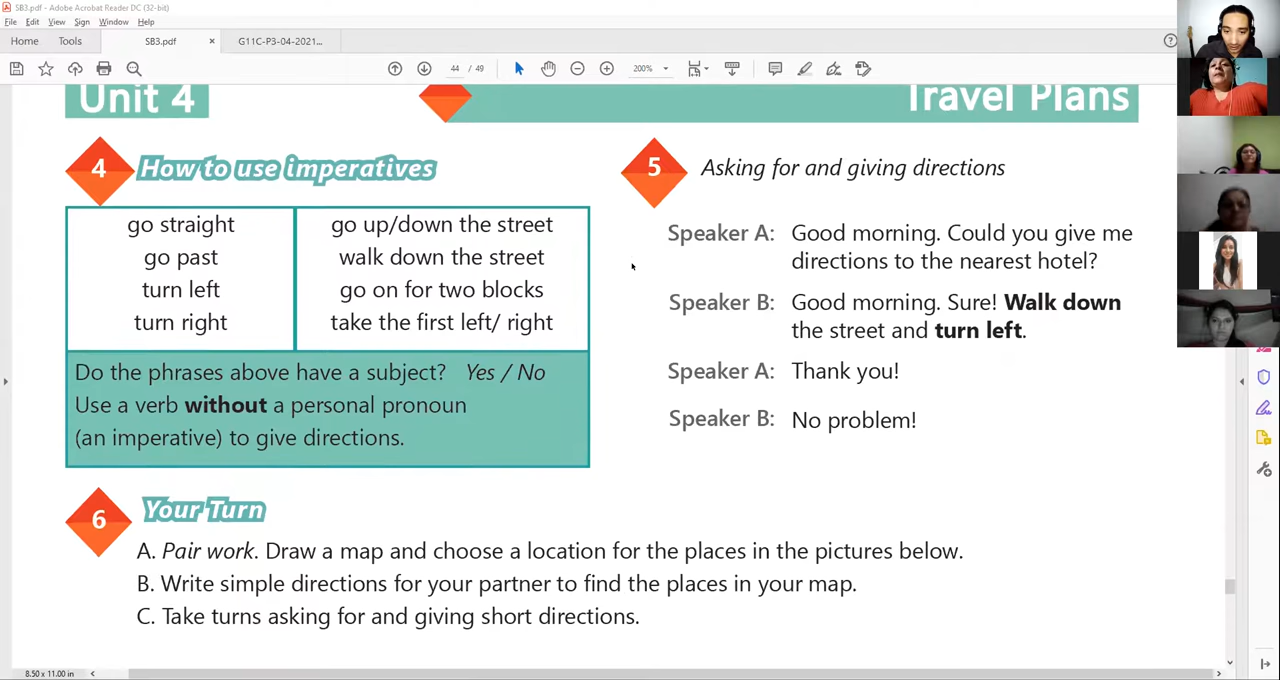 SB3.pdf - Adobe Acrobat Reader DC (32-bit)
File Edit View Sign Window Help
Home Tools SB3.pdf × G11C-P3-04-2021...
44 / 49 200%
Unit 4
Travel Plans
4 How to use imperatives
go straight
go past
turn left
turn right
go up/down the street
walk down the street
go on for two blocks
take the first left/ right
Do the phrases above have a subject? Yes / No
Use a verb without a personal pronoun
(an imperative) to give directions.
5 Asking for and giving directions
Speaker A: Good morning. Could you give me
directions to the nearest hotel?
Speaker B: Good morning. Sure! Walk down
the street and turn left.
Speaker A: Thank you!
Speaker B: No problem!
6 Your Turn
A. Pair work. Draw a map and choose a location for the places in the pictures below.
B. Write simple directions for your partner to find the places in your map.
C. Take turns asking for and giving short directions.
8.50 x 11.00 in